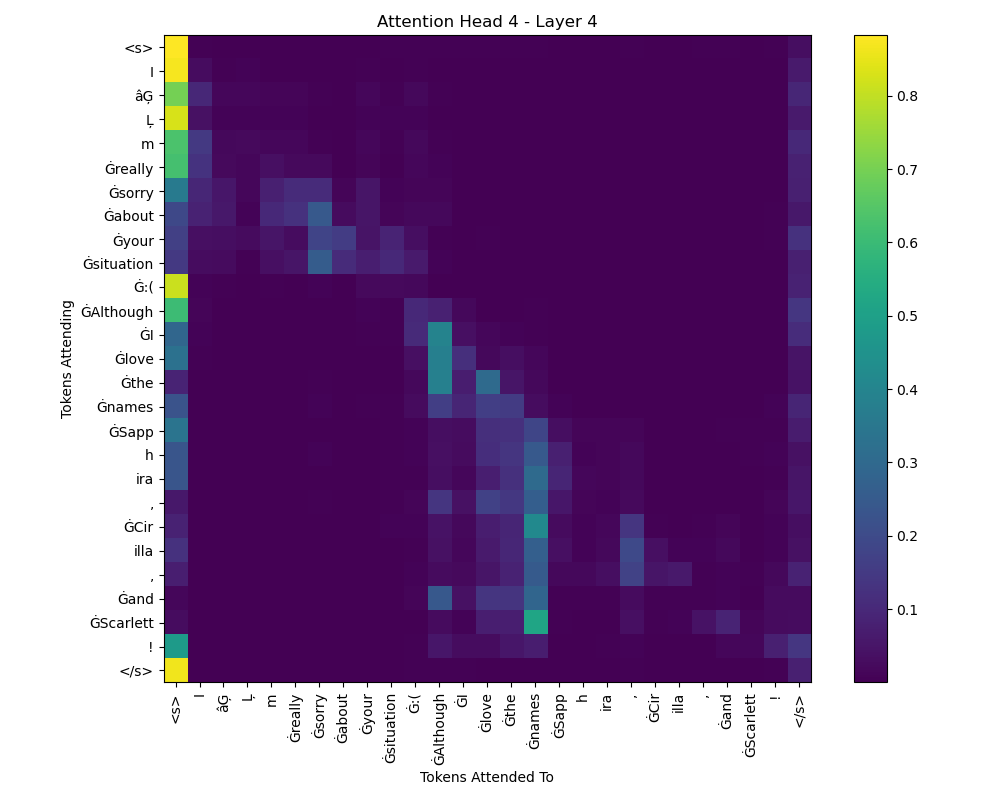 Attention Head 4 - Layer 4
<s>
I
âĢ
Ļ
m
Ġreally
Ġsorry
Ġabout
Ġyour
Ġsituation
Ġ:(
ĠAlthough
ĠI
Ġlove
Ġthe
Ġnames
ĠSapp
h
ira
,
ĠCir
illa
,
Ġand
ĠScarlett
!
</s>
Tokens Attending
<s>
I
âĢ
Ļ
m
Ġreally
Ġsorry
Ġabout
Ġyour
Ġsituation
Ġ:(
ĠAlthough
ĠI
Ġlove
Ġthe
Ġnames
ĠSapp
h
ira
,
ĠCir
illa
,
Ġand
ĠScarlett
!
</s>
Tokens Attended To
0.8
0.7
0.6
0.5
0.4
0.3
0.2
0.1